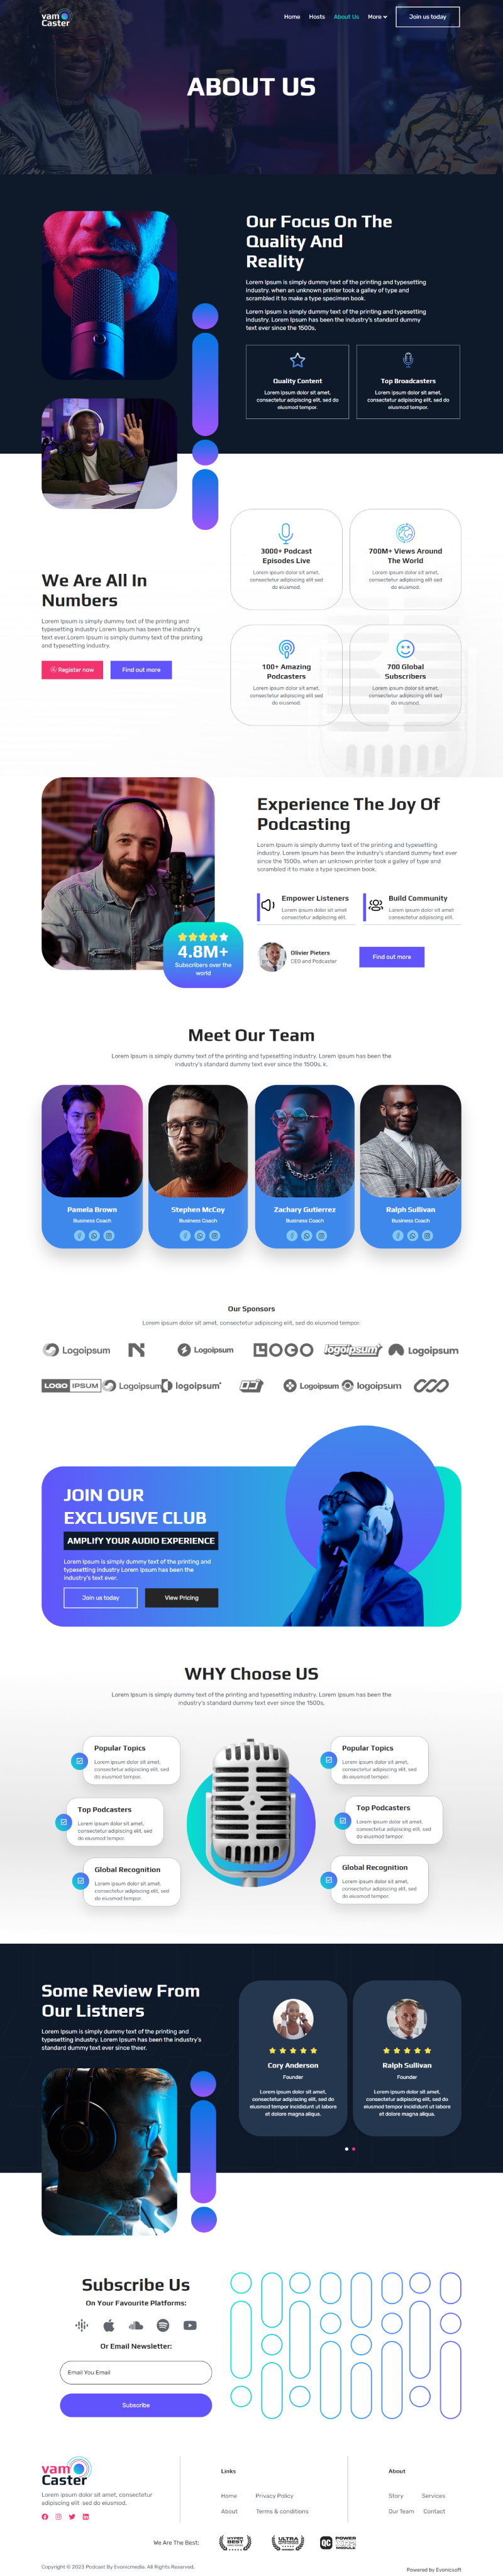 vam
Caster
Home Hosts About Us More Join us today
ABOUT US
Our Focus On The
Quality And
Reality
Lorem Ipsum is simply dummy text of the printing and typesetting
industry. when an unknown printer took a galley of type and
scrambled it to make a type specimen book.
Lorem Ipsum is simply dummy text of the printing and typesetting
industry. Lorem Ipsum has been the industry's standard dummy
text ever since the 1500s,
Quality Content
Lorem ipsum dolor sit amet,
consectetur adipiscing elit, sed do
eiusmod tempor.
Top Broadcasters
Lorem ipsum dolor sit amet,
consectetur adipiscing elit, sed do
eiusmod tempor.
We Are All In
Numbers
Lorem Ipsum is simply dummy text of the printing and
typesetting industry Lorem Ipsum has been the industry's
text ever.Lorem Ipsum is simply dummy text of the printing
and typesetting industry.
Register now
Find out more
3000+ Podcast
Episodes Live
Lorem ipsum dolor sit amet,
consectetur adipiscing elit sed
do eiusmod.
700M+ Views Around
The World
Lorem ipsum dolor sit amet,
consectetur adipiscing elit sed
do eiusmod.
100+ Amazing
Podcasters
Lorem ipsum dolor sit amet,
consectetur adipiscing elit sed
do eiusmod.
700 Global
Subscribers
Lorem ipsum dolor sit amet,
consectetur adipiscing elit sed
do eiusmod.
4.8M+
Subscribers over the
world
Experience The Joy Of
Podcasting
Lorem Ipsum is simply dummy text of the printing and typesetting
industry. Lorem Ipsum has been the industry's standard dummy text ever
since the 1500s, when an unknown printer took a galley of type and
scrambled it to make a type specimen book.
Empower Listeners
Lorem ipsum dolor sit amet
consectetur adipiscing elit.
Build Community
Lorem ipsum dolor sit amet
consectetur adipiscing elit.
Olivier Pieters
CEO and Podcaster
Find out more
Meet Our Team
Lorem Ipsum is simply dummy text of the printing and typesetting industry. Lorem Ipsum has been the
industry's standard dummy text ever since the 1500s, k.
Pamela Brown
Business Coach
Stephen McCoy
Business Coach
Zachary Gutierrez
Business Coach
Ralph Sullivan
Business Coach
Our Sponsors
Lorem ipsum dolor sit amet, consectetur adipiscing elit, sed do eiusmod tempor.
Logoipsum Logoipsum LOGO logoipsum Logoipsum
LOGO IPSUM Logoipsum logoipsum Logoipsum logoipsum
JOIN OUR
EXCLUSIVE CLUB
AMPLIFY YOUR AUDIO EXPERIENCE
Lorem Ipsum is simply dummy text of the printing and
typesetting industry Lorem Ipsum has been the
industry's text ever.
Join us today
View Pricing
WHY Choose US
Lorem Ipsum is simply dummy text of the printing and typesetting industry. Lorem Ipsum has been the
industry's standard dummy text ever since the 1500s,
Popular Topics
Lorem ipsum dolor sit amet,
consectetur adipiscing elit, sed
do eiusmod tempor.
Top Podcasters
Lorem ipsum dolor sit amet,
consectetur adipiscing elit, sed
do eiusmod tempor.
Global Recognition
Lorem ipsum dolor sit amet,
consectetur adipiscing elit, sed
do eiusmod tempor.
Popular Topics
Lorem ipsum dolor sit amet,
consectetur adipiscing elit, sed
do eiusmod tempor.
Top Podcasters
Lorem ipsum dolor sit amet,
consectetur adipiscing elit, sed
do eiusmod tempor.
Global Recognition
Lorem ipsum dolor sit amet,
consectetur adipiscing elit, sed
do eiusmod tempor.
Some Review From
Our Listners
Lorem Ipsum is simply dummy text of the printing and
typesetting industry. Lorem Ipsum has been the industry's
standard dummy text ever since theer.
Cory Anderson
Founder
Lorem ipsum dolor sit amet,
consectetur adipiscing elit, sed do
eiusmod tempor incididunt ut labore
et dolore magna aliqua.
Ralph Sullivan
Founder
Lorem ipsum dolor sit amet,
consectetur adipiscing elit, sed do
eiusmod tempor incididunt ut labore
et dolore magna aliqua.
Subscribe Us
On Your Favourite Platforms:
Or Email Newsletter:
Email You Email
Subscribe
vam
Caster
Lorem ipsum dolor sit amet, consectetur
adipiscing elit sed do eiusmod.
Links
Home Privacy Policy
About Terms & conditions
About
Story Services
Our Team Contact
We Are The Best:
HYPER
BEST
ULTRA
QC POWER
MODULE
Copyright © 2023 Podcast By Evonicmedia. All Rights Reserved.
Powered by Evonicsoft